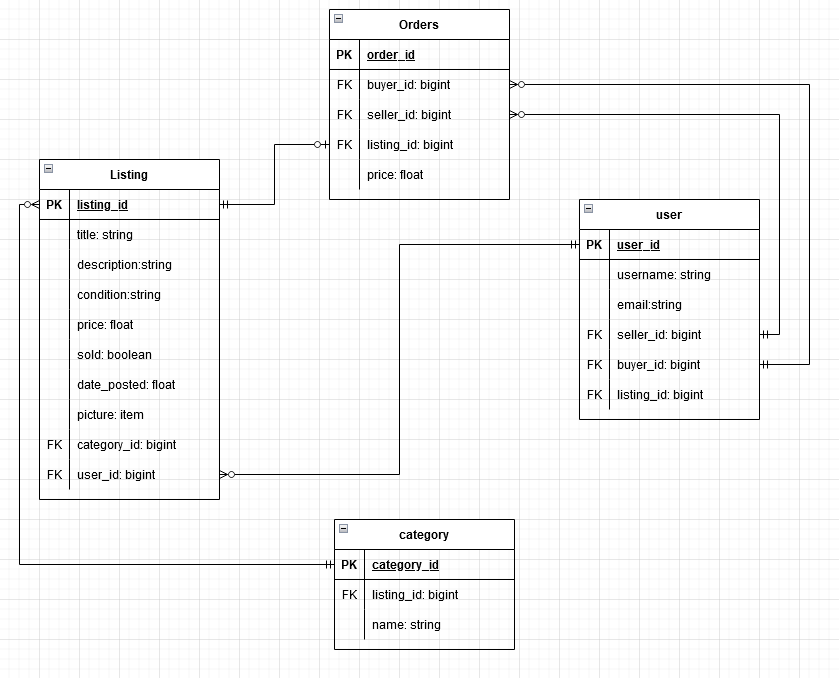 Orders
PK order_id
FK buyer_id: bigint
FK seller_id: bigint
FK listing_id: bigint
price: float
Listing
PK listing_id
title: string
description:string
condition:string
price: float
sold: boolean
date_posted: float
picture: item
FK category_id: bigint
FK user_id: bigint
user
PK user_id
username: string
email:string
FK seller_id: bigint
FK buyer_id: bigint
FK listing_id: bigint
category
PK category_id
FK listing_id: bigint
name: string